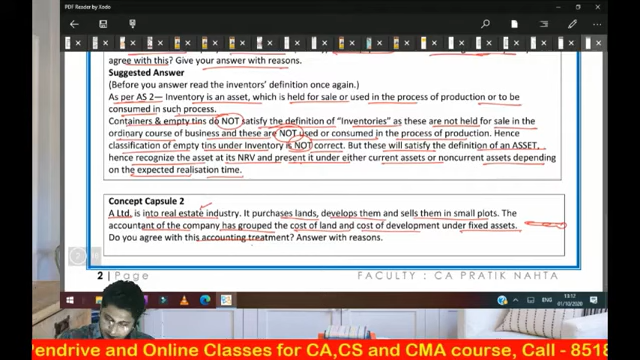 PDF Reader by Xodo
agree with this? Give your answer with reasons.
Suggested Answer
(Before you answer read the inventors' definition once again.)
As per AS 2— Inventory is an asset, which is held for sale or used in the process of production or to be
consumed in such process.
Containers & empty tins do NOT satisfy the definition of "Inventories" as these are not held for sale in the
ordinary course of business and these are NOT used or consumed in the process of production. Hence
classification of empty tins under Inventory is NOT correct. But these will satisfy the definition of an ASSET,
hence recognize the asset at its NRV and present it under either current assets or noncurrent assets depending
on the expected realisation time.
Concept Capsule 2
A Ltd. is into real estate industry. It purchases lands, develops them and sells them in small plots. The
accountant of the company has grouped the cost of land and cost of development under fixed assets.
Do you agree with this accounting treatment? Answer with reasons.
2 | Page
FACULTY: CA PRATIK NAHTA
ENG
13:12
01/10/2020
Pendrive and Online Classes for CA,CS and CMA course, Call - 8518